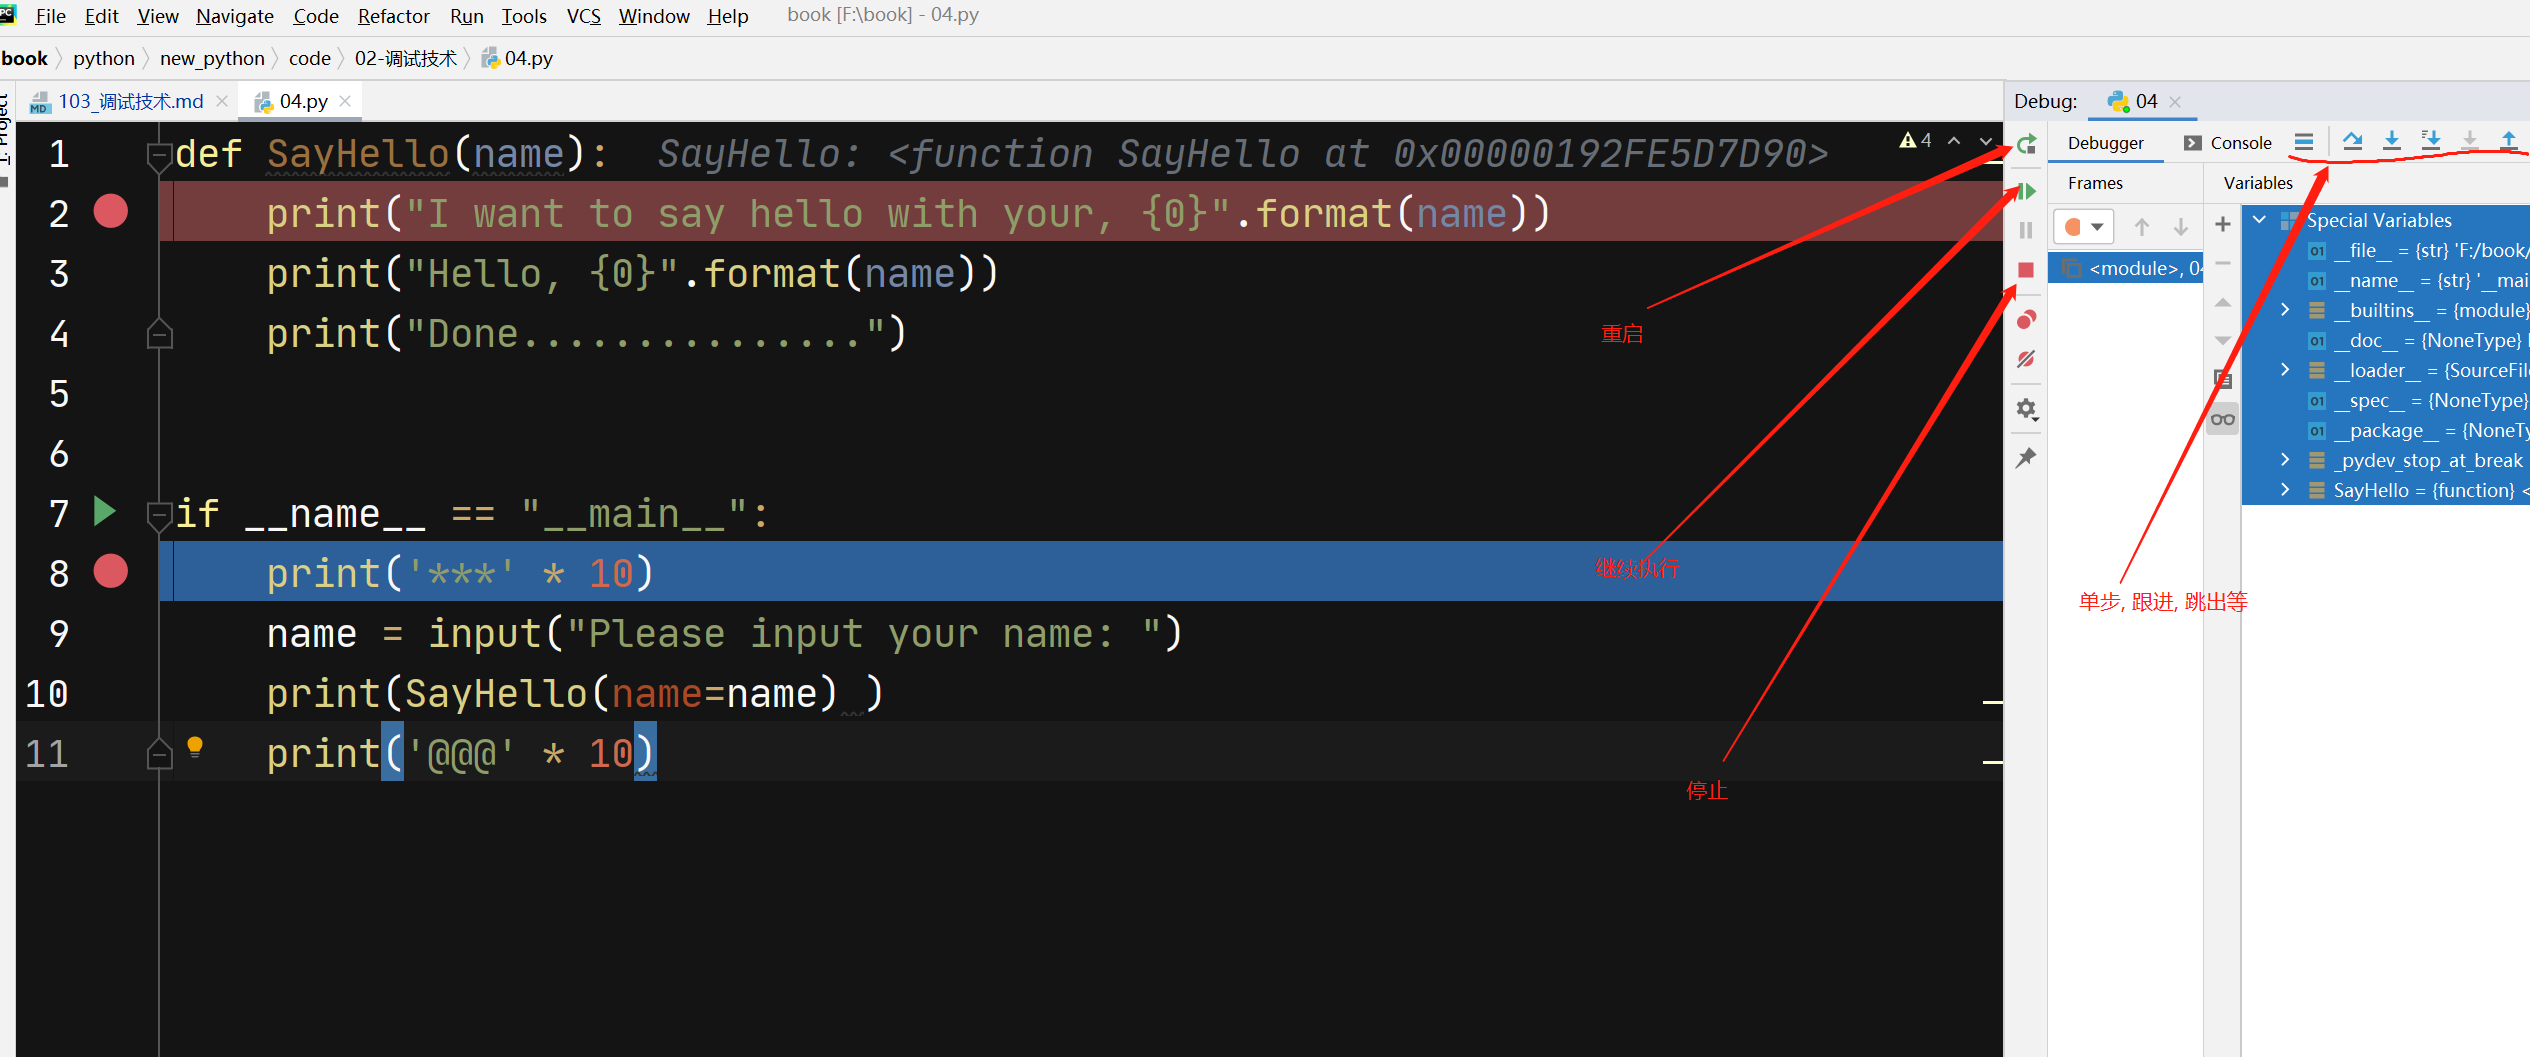 File Edit View Navigate Code Refactor Run Tools VCS Window Help book [F:\book] - 04.py
book python new_python code 02-调试技术 04.py
1: Project
103_调试技术.md 04.py
Debug: 04
Debugger Console
Frames Variables
4
1 def SayHello(name): SayHello: <function SayHello at 0x00000192FE5D7D90>
2 print("I want to say hello with your, {0}".format(name))
3 print("Hello, {0}".format(name))
4 print("Done...............")
5
6
7 if __name__ == "__main__":
8 print('***' * 10)
9 name = input("Please input your name: ")
10 print(SayHello(name=name) )
11 print('@@@' * 10)
重启
继续执行
停止
单步, 跟进, 跳出等
<module>, 04
Special Variables
__file__ = {str} 'F:/book/
__name__ = {str} '__mai
__builtins__ = {module}
__doc__ = {NoneType}
__loader__ = {SourceFile
__spec__ = {NoneType}
__package__ = {NoneTy
_pydev_stop_at_break
SayHello = {function} <